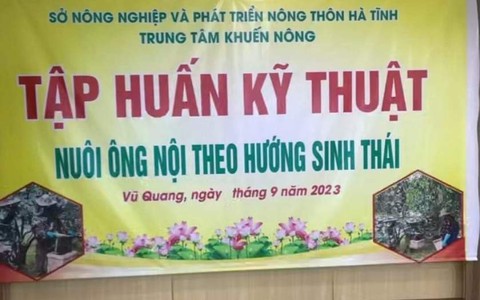 SỞ NÔNG NGHIỆP VÀ PHÁT TRIỂN NÔNG THÔN HÀ TĨNH
TRUNG TÂM KHUYẾN NÔNG
TẬP HUẤN KỸ THUẬT
NUÔI ONG NỘI THEO HƯỚNG SINH THÁI
Vũ Quang, ngày tháng 9 năm 2023